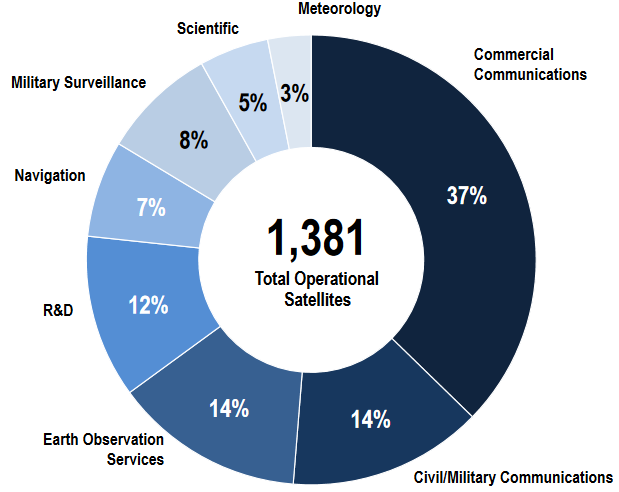 Meteorology
Scientific
Commercial
Communications
Military Surveillance
3%
5%
8%
37%
Navigation
7%
1,381
Total Operational
Satellites
12%
R&D
14%
14%
Earth Observation
Services
Civil/Military Communications